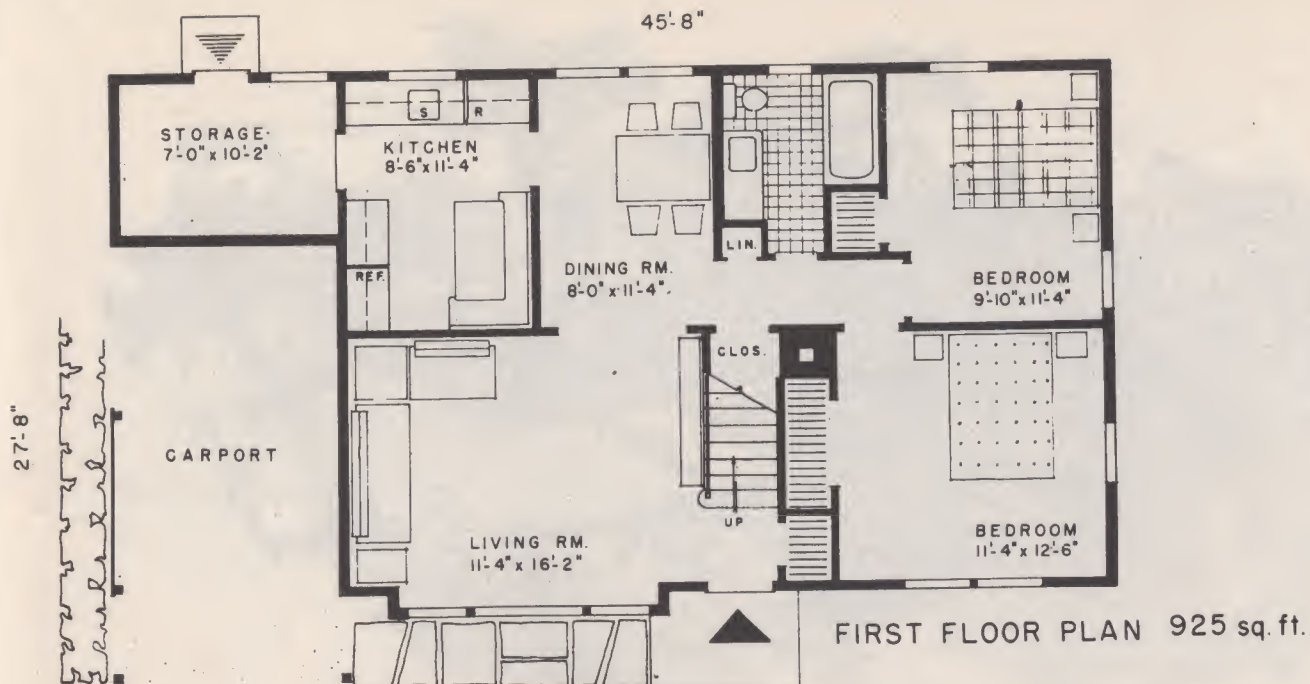 45'-8"
STORAGE.
7'-0" x 10'-2"
KITCHEN
8'-6" x 11'-4"
S
R
REF.
DINING RM.
8'-0" x 11'-4".
LIN.
BEDROOM
9'-10" x 11'-4"
CLOS.
27'-8"
CARPORT
LIVING RM.
11'-4" x 16'-2"
UP
BEDROOM
11'-4" x 12'-6"
FIRST FLOOR PLAN 925 sq. ft.